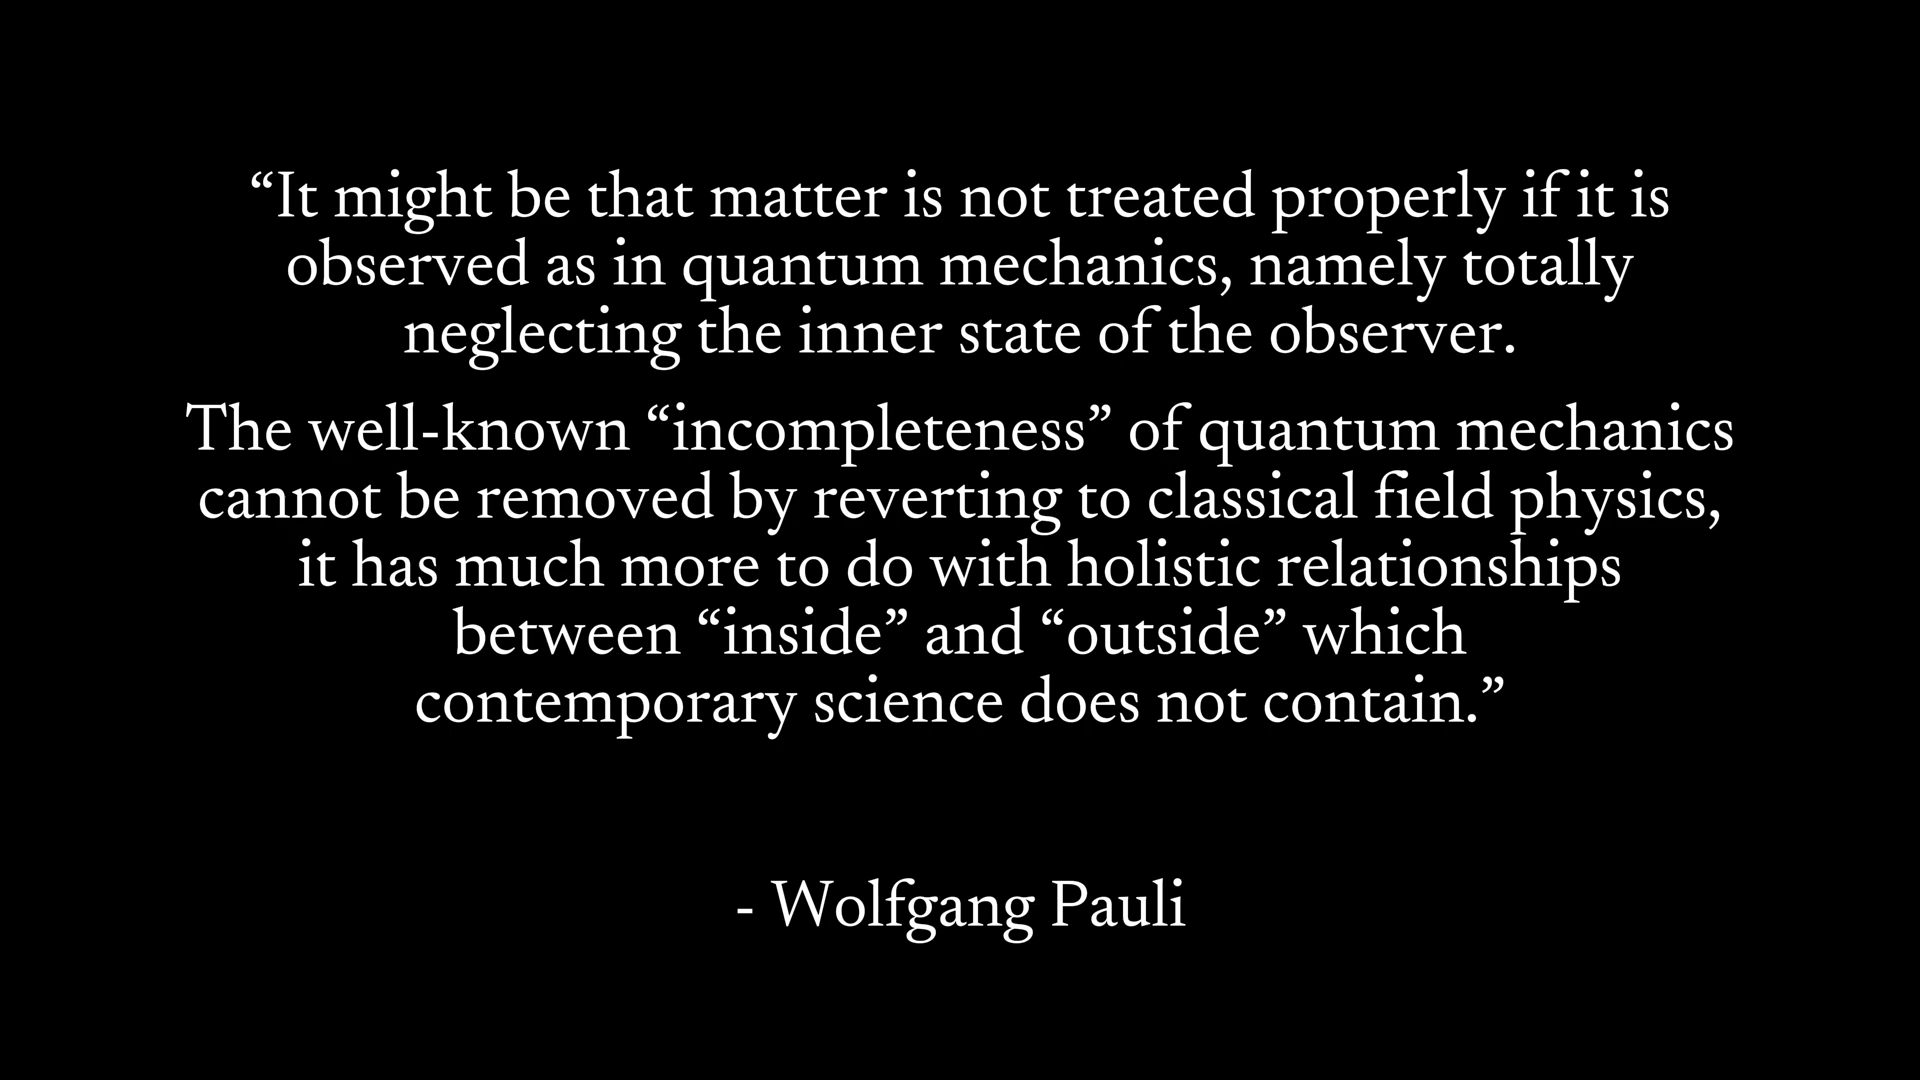 “It might be that matter is not treated properly if it is
observed as in quantum mechanics, namely totally
neglecting the inner state of the observer.
The well-known “incompleteness” of quantum mechanics
cannot be removed by reverting to classical field physics,
it has much more to do with holistic relationships
between “inside” and “outside” which
contemporary science does not contain.”
- Wolfgang Pauli